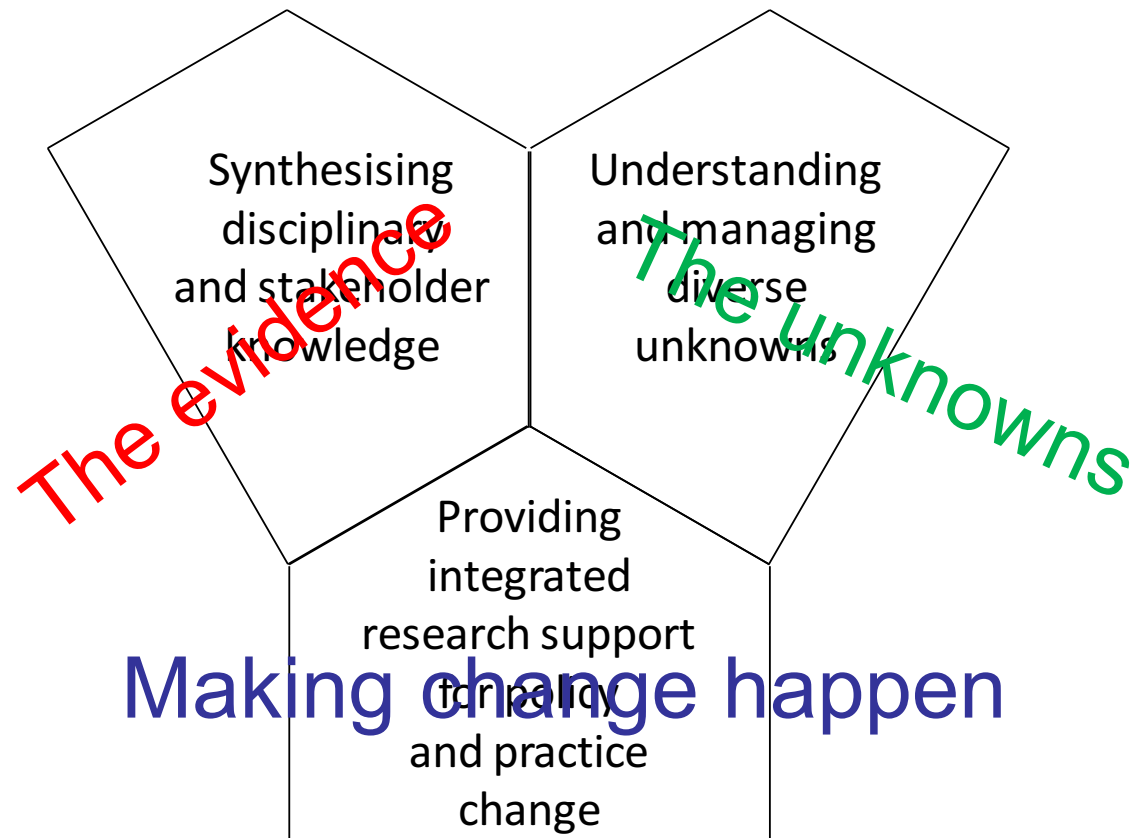 Synthesising
disciplinary
and stakeholder
knowledge
The evidence
Understanding
and managing
diverse
unknowns
The unknowns
Providing
integrated
research support
for policy
and practice
change
Making change happen